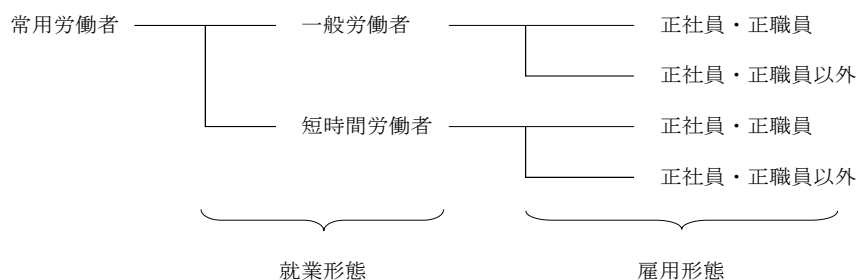 常用労働者 一般労働者 正社員・正職員
正社員・正職員以外
短時間労働者 正社員・正職員
正社員・正職員以外
就業形態 雇用形態